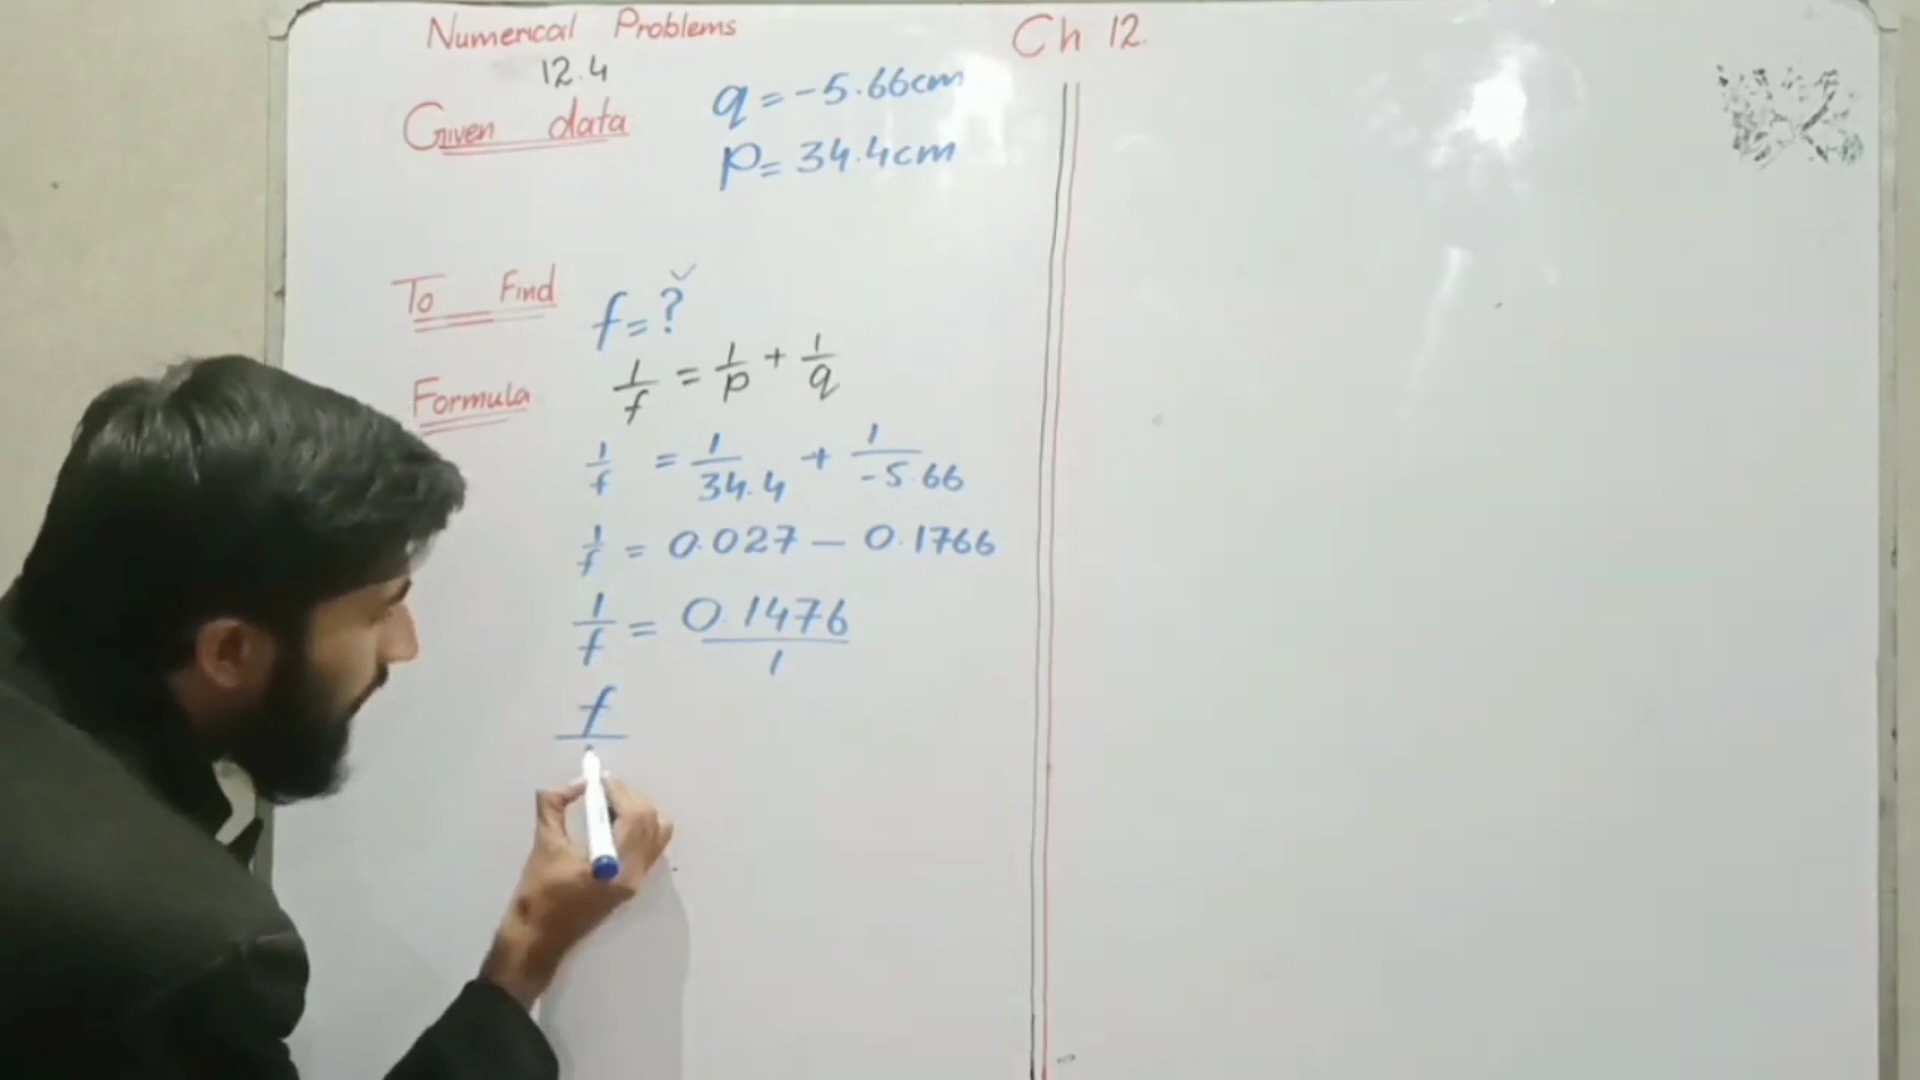 Numerical Problems
Ch 12.
12.4
Given data
q = -5.66cm
p = 34.4cm
To Find
f = ?
Formula
1/f = 1/p + 1/q
1/f = 1/34.4 + 1/-5.66
1/f = 0.027 - 0.1766
1/f = 0.1476/1
f